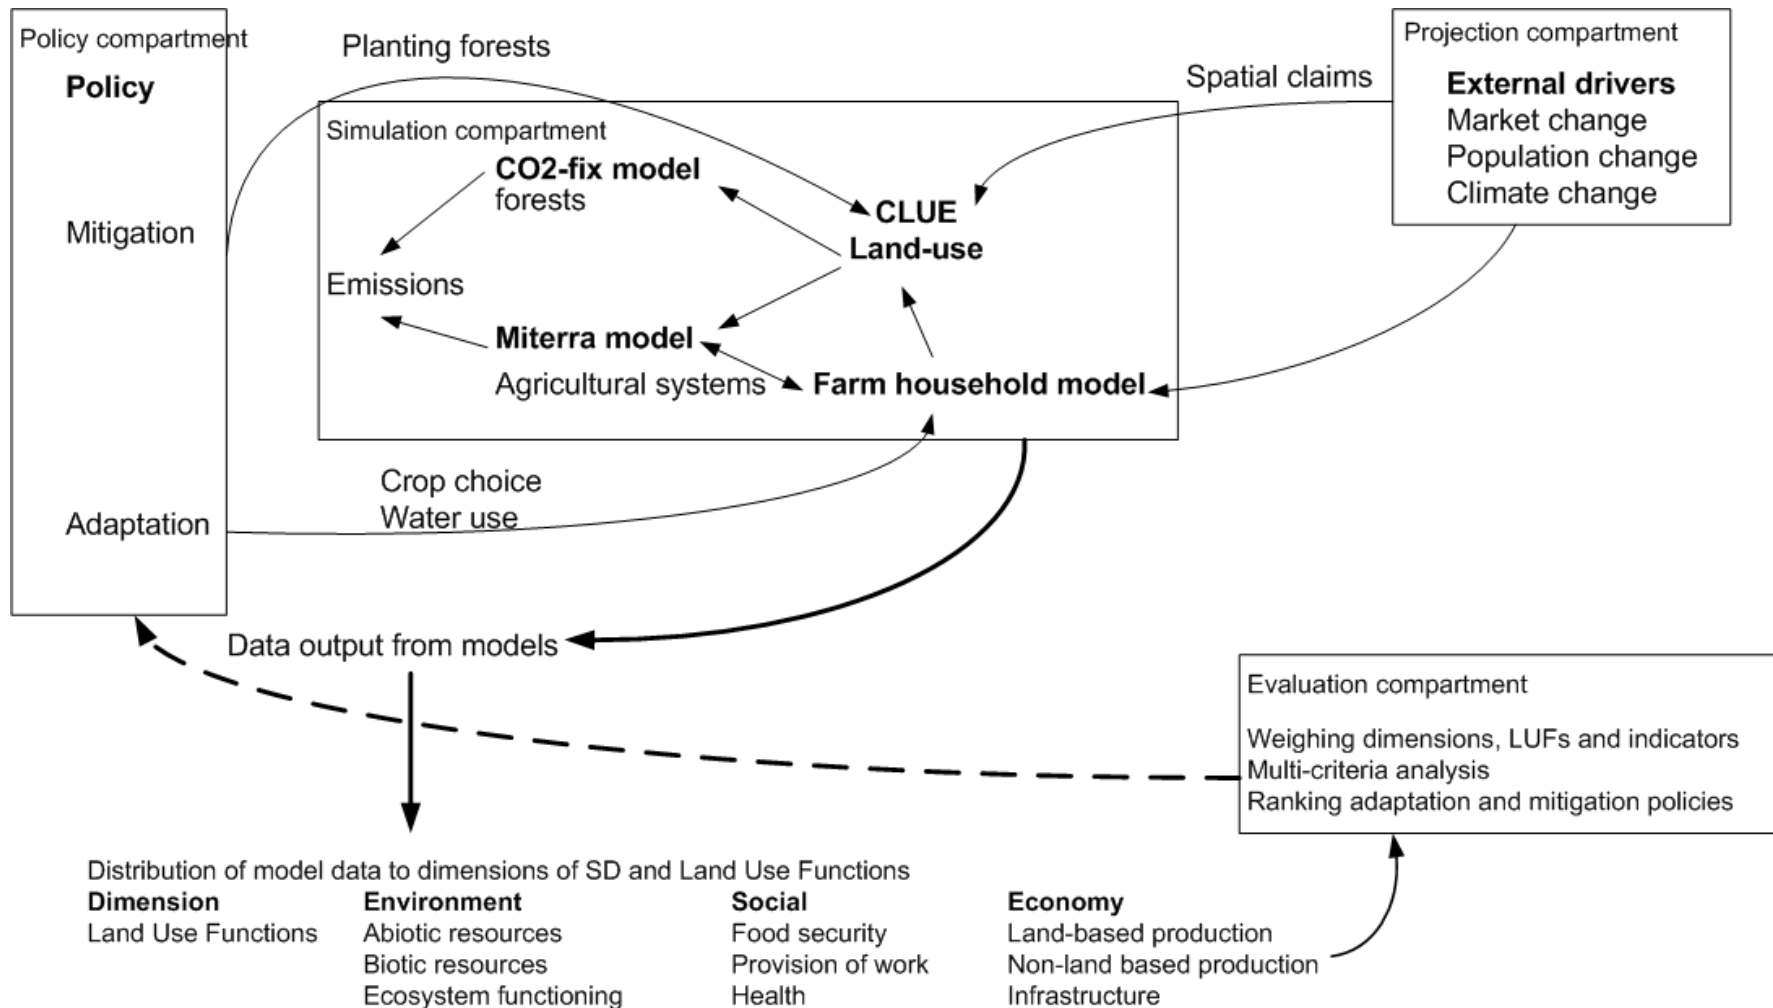 Policy compartment
Policy
Mitigation
Adaptation
Planting forests
Simulation compartment
CO2-fix model
forests
Emissions
Miterra model
Agricultural systems
CLUE
Land-use
Farm household model
Spatial claims
Projection compartment
External drivers
Market change
Population change
Climate change
Crop choice
Water use
Data output from models
Evaluation compartment
Weighing dimensions, LUFs and indicators
Multi-criteria analysis
Ranking adaptation and mitigation policies
Distribution of model data to dimensions of SD and Land Use Functions
Dimension Environment Social Economy
Land Use Functions Abiotic resources Food security Land-based production
Biotic resources Provision of work Non-land based production
Ecosystem functioning Health Infrastructure